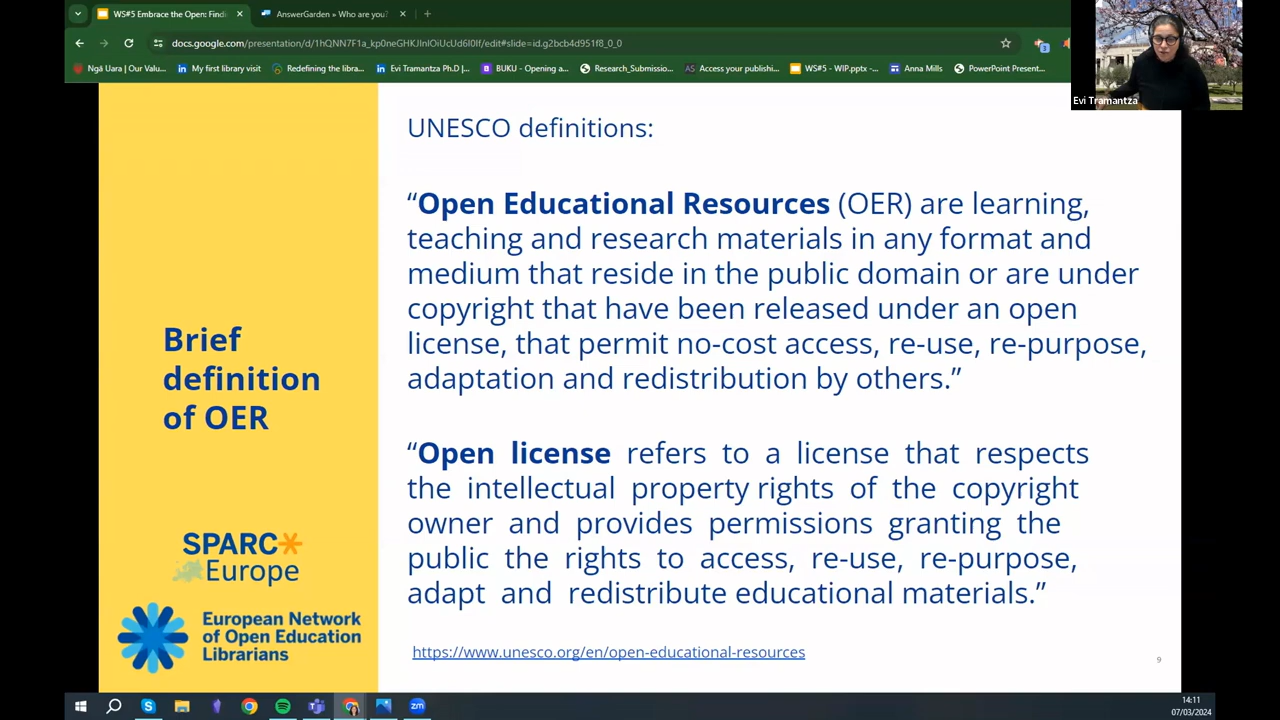 WS#5 Embrace the Open: Findi
AnswerGarden » Who are you?
docs.google.com/presentation/d/1hQNN7F1a_kp0neGHKJInIOiUcUd6I0If/edit#slide=id.g2bcb4d951f8_0_0
Ngā Uara | Our Valu...
My first library visit
Redefining the libra...
Evi Tramantza Ph.D |...
BUKU - Opening a...
Research_Submissio...
Access your publishi...
WS#5 - WIP.pptx -...
Anna Mills
PowerPoint Present...
Evi Tramantza
UNESCO definitions:
“Open Educational Resources (OER) are learning,
teaching and research materials in any format and
medium that reside in the public domain or are under
copyright that have been released under an open
license, that permit no-cost access, re-use, re-purpose,
adaptation and redistribution by others.”
“Open license refers to a license that respects
the intellectual property rights of the copyright
owner and provides permissions granting the
public the rights to access, re-use, re-purpose,
adapt and redistribute educational materials.”
https://www.unesco.org/en/open-educational-resources
9
Brief
definition
of OER
SPARC
Europe
European Network
of Open Education
Librarians
zm
14:11
07/03/2024